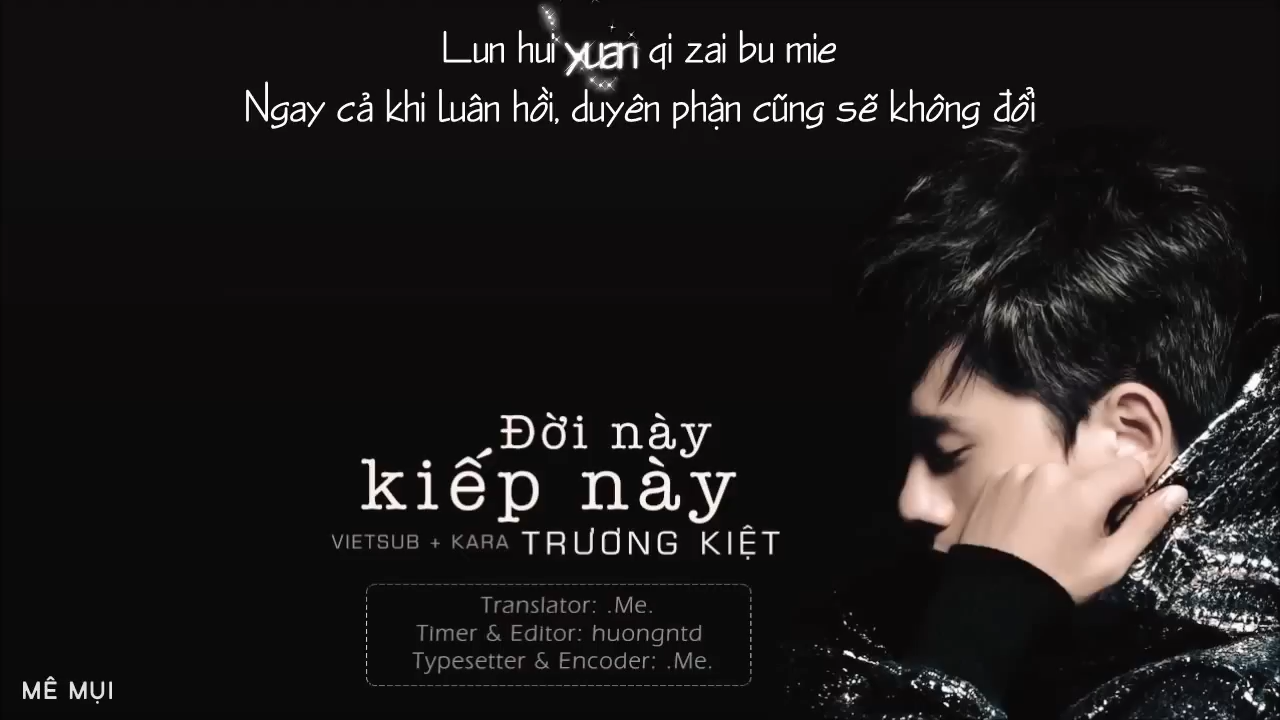 Lun hui yuan qi zai bu mie
Ngay cả khi luân hồi, duyên phận cũng sẽ không đổi
Đời này
kiếp này
VIETSUB + KARA TRƯƠNG KIỆT
Translator: .Me.
Timer & Editor: huongntd
Typesetter & Encoder: .Me.
MÊ MỤI